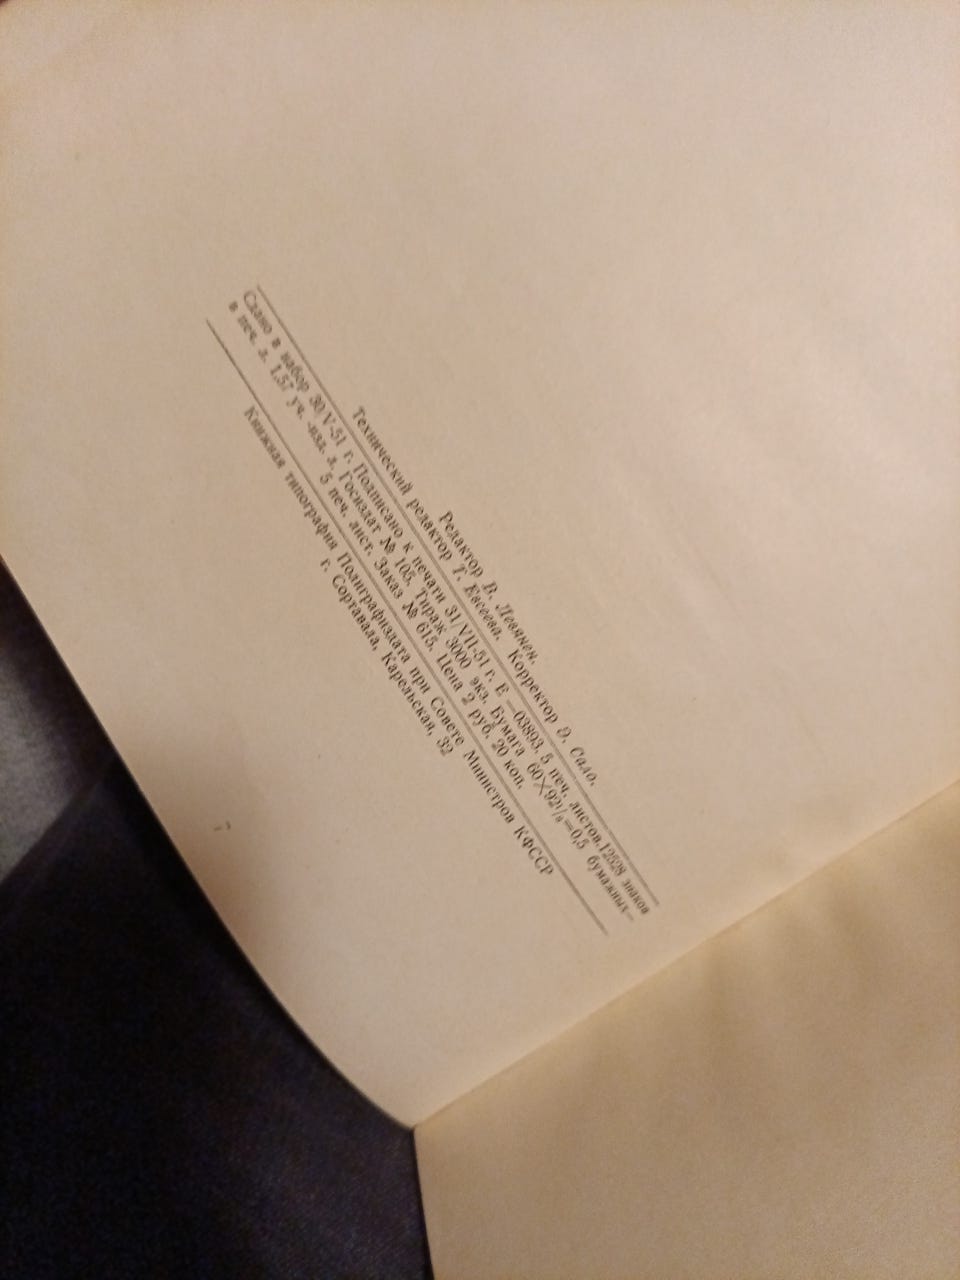 Редактор В. Левянен.
Технический редактор Т. Евсеева. Корректор Э. Сало.
Сдано в набор 30/V-51 г. Подписано к печати 31/VII-51 г. Е—03893. 5 печ. листов. 12528 знаков
в печ. л. 1,57 уч.-изд. л. Госиздат № 105. Тираж 3000 экз. Бумага 60×92¹/₈=0,5 бумажных—
5 печ. лист. Заказ № 615. Цена 2 руб. 20 коп.
Книжная типография Полиграфиздата при Совете Министров КФССР
г. Сортавала, Карельская, 32